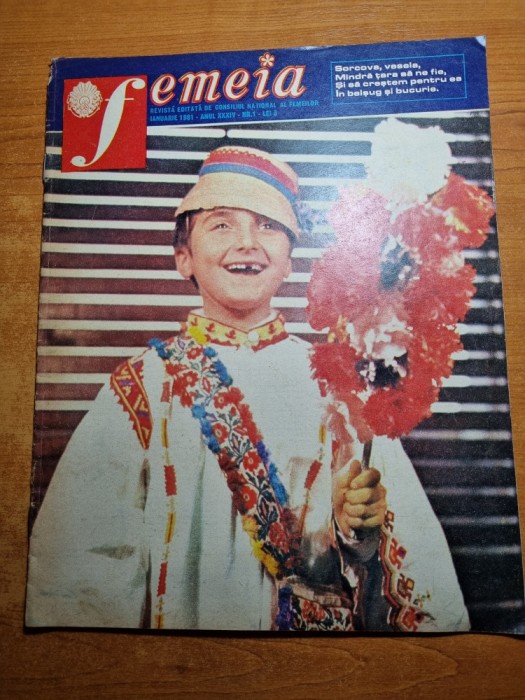 femeia
REVISTĂ EDITATĂ DE CONSILIUL NAȚIONAL AL FEMEILOR
IANUARIE 1981 - ANUL XXXIV - NR.1 - LEI 5
Sorcova, vesela,
Mîndră țara să ne fie,
Și să creștem pentru ea
În belșug și bucurie.